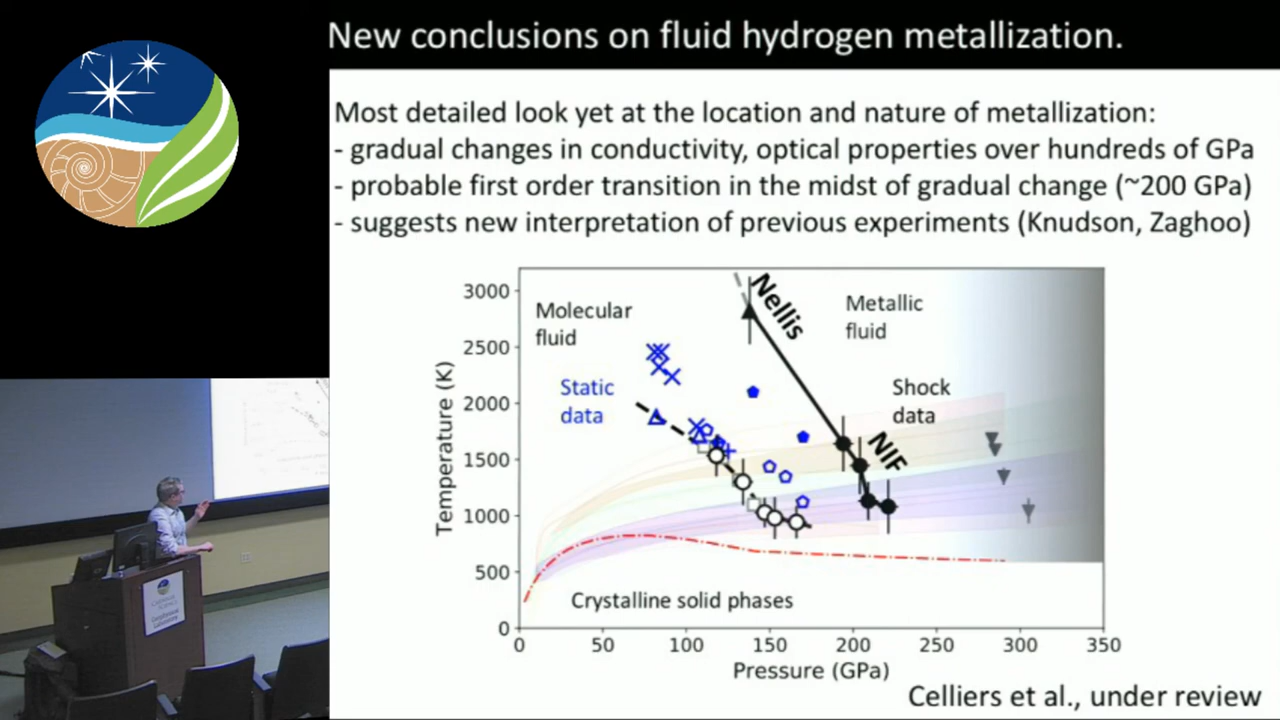 New conclusions on fluid hydrogen metallization.
Most detailed look yet at the location and nature of metallization:
- gradual changes in conductivity, optical properties over hundreds of GPa
- probable first order transition in the midst of gradual change (~200 GPa)
- suggests new interpretation of previous experiments (Knudson, Zaghoo)
Molecular
fluid
Nellis
Metallic
fluid
Static
data
Shock
data
NIF
Crystalline solid phases
Temperature (K)
3000
2500
2000
1500
1000
500
0
0 50 100 150 200 250 300 350
Pressure (GPa)
Celliers et al., under review